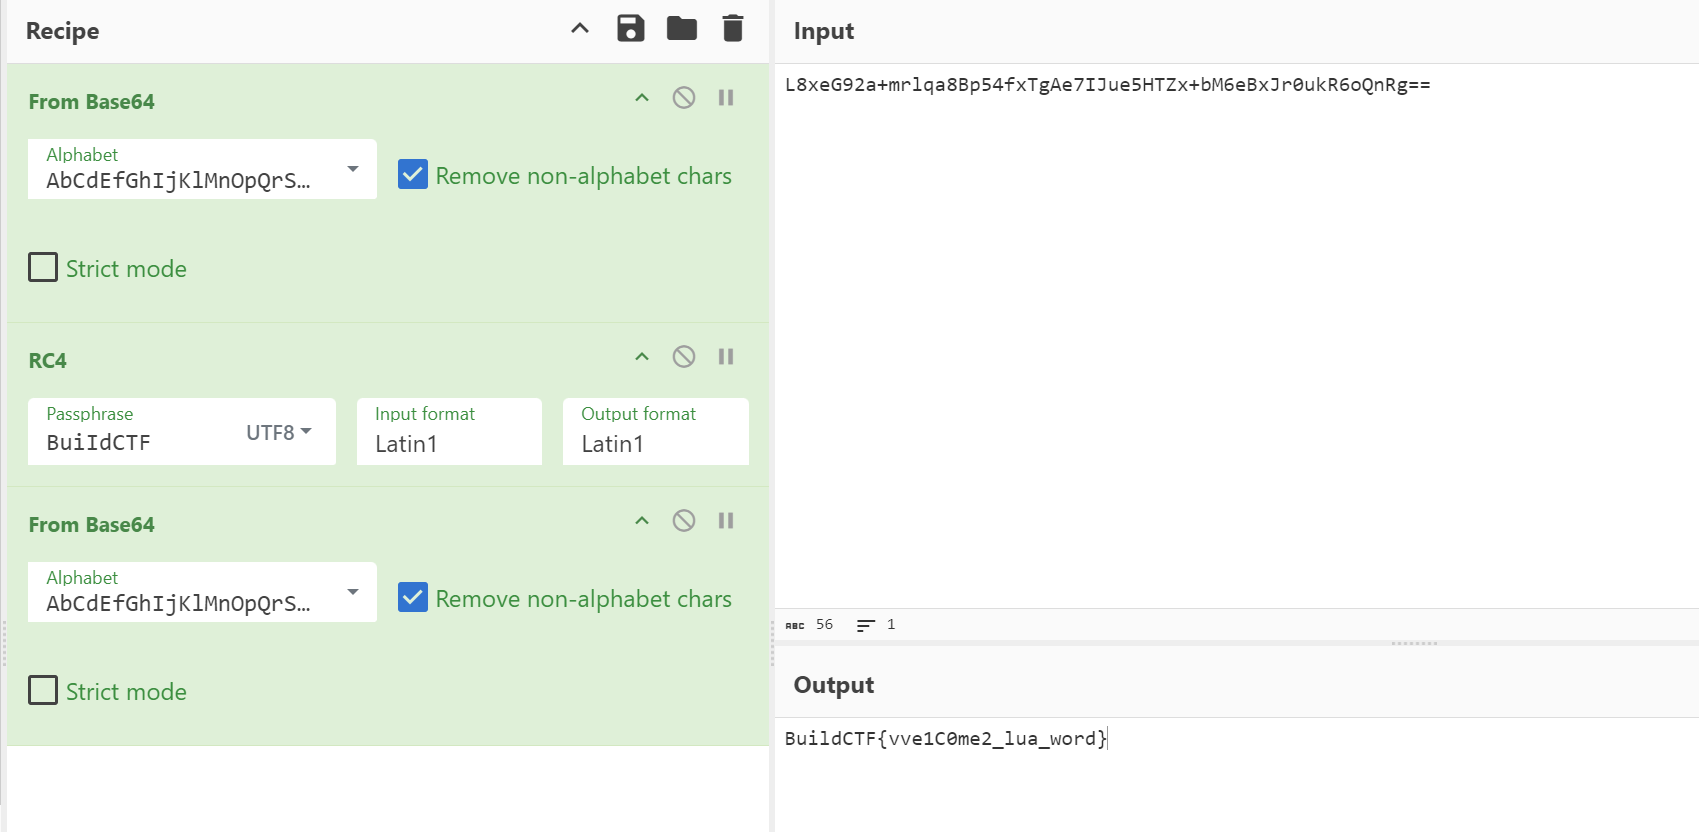 Recipe
From Base64
Alphabet
AbCdEfGhIjKlMnOpQrS…
Remove non-alphabet chars
Strict mode
RC4
Passphrase
BuiIdCTF
UTF8
Input format
Latin1
Output format
Latin1
From Base64
Alphabet
AbCdEfGhIjKlMnOpQrS…
Remove non-alphabet chars
Strict mode
Input
L8xeG92a+mrlqa8Bp54fxTgAe7IJue5HTZx+bM6eBxJr0ukR6oQnRg==
ABC 56 1
Output
BuildCTF{vve1C0me2_lua_word}